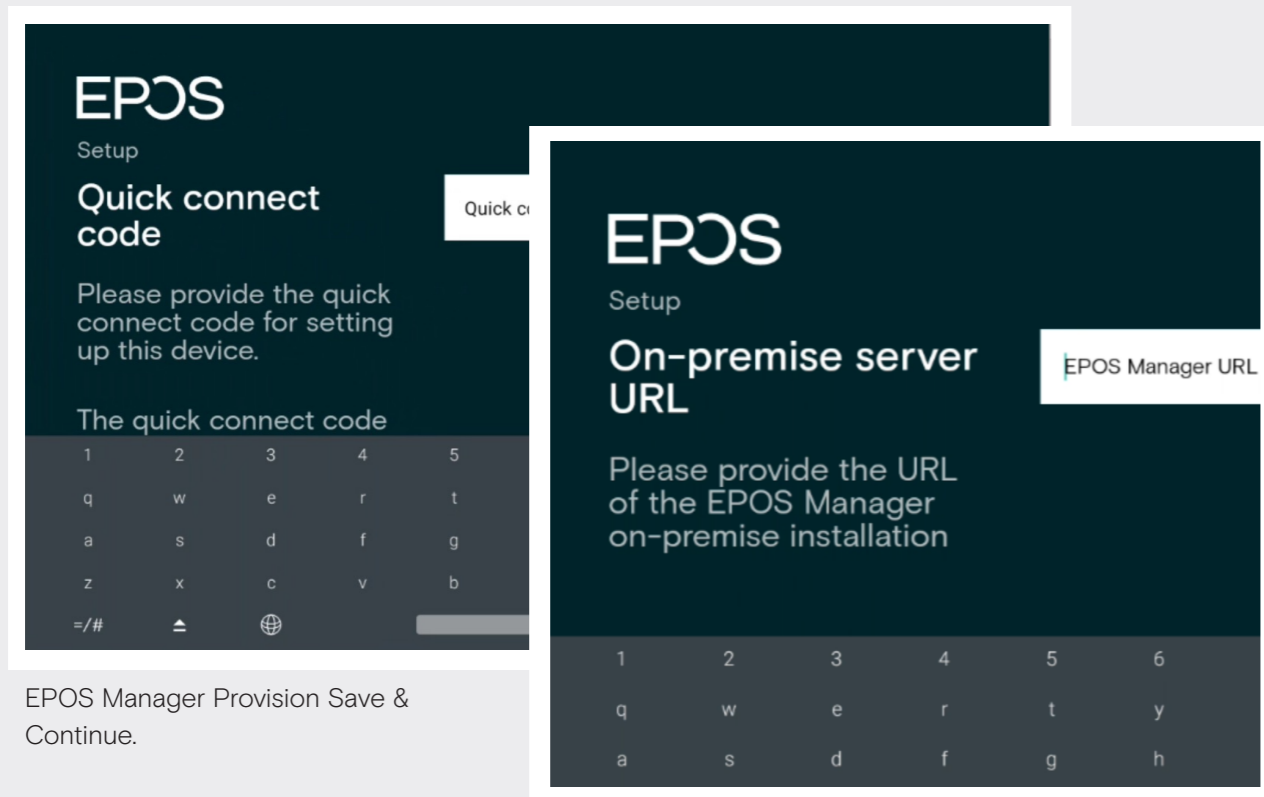 EPOS
Setup
Quick connect
code
Quick
Please provide the quick
connect code for setting
up this device.
The quick connect code
1 2 3 4 5
q w e r t
a s d f g
z x c v b
=/#
EPOS Manager Provision Save &
Continue.
EPOS
Setup
On-premise server
URL
EPOS Manager URL
Please provide the URL
of the EPOS Manager
on-premise installation
1 2 3 4 5 6
q w e r t y
a s d f g h